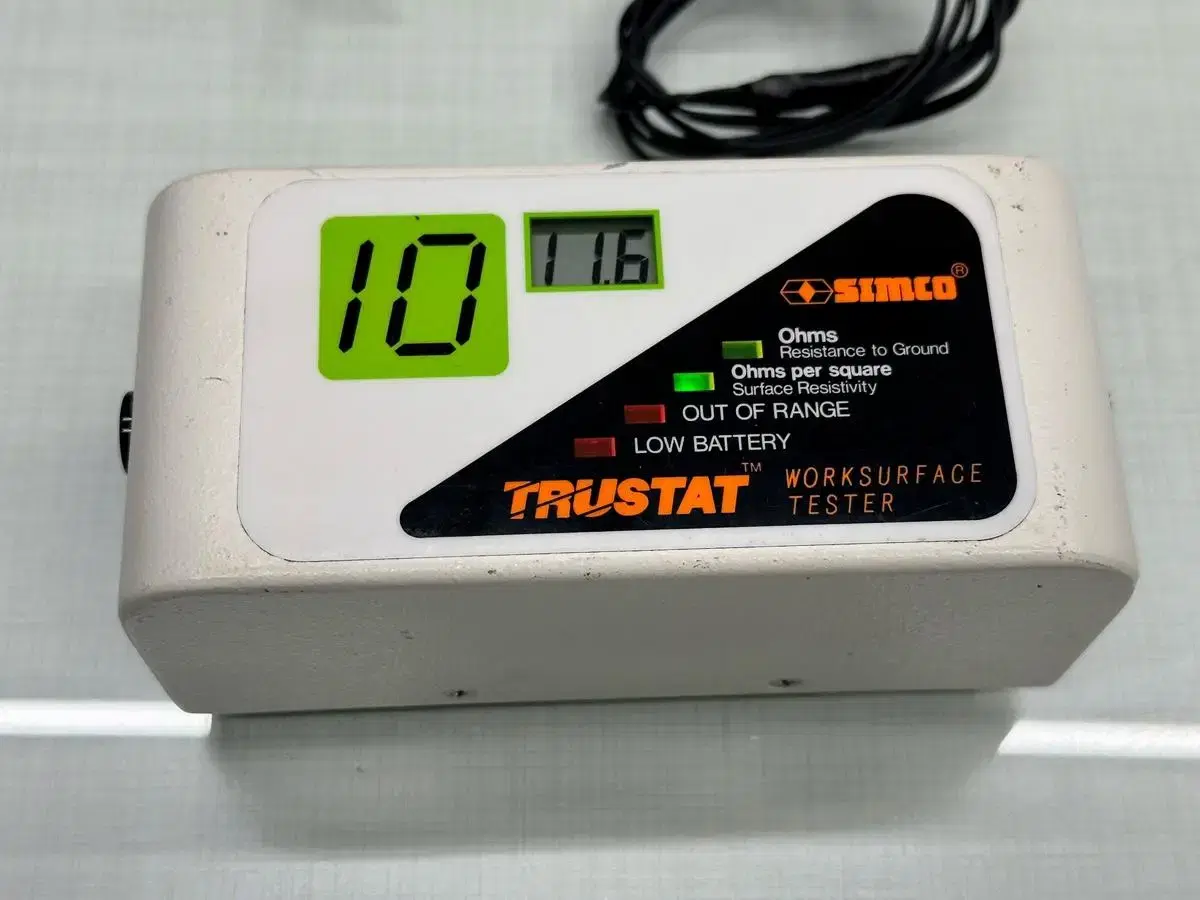 10 11.6
SIMCO®
Ohms
Resistance to Ground
Ohms per square
Surface Resistivity
OUT OF RANGE
LOW BATTERY
TRUSTAT™ WORKSURFACE
TESTER